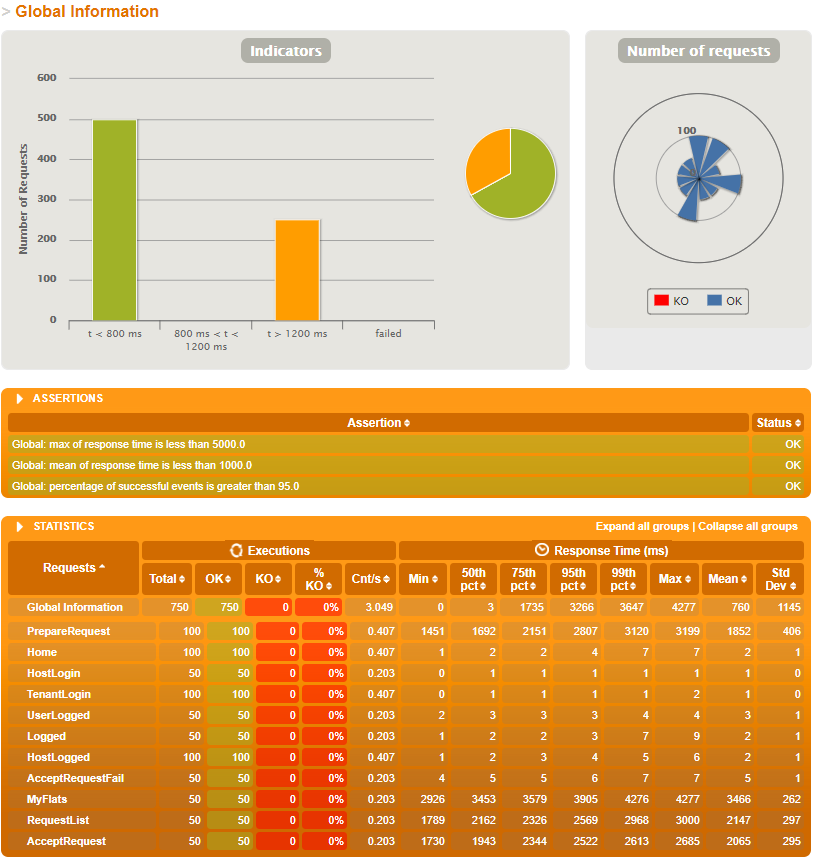 > Global Information
Indicators
Number of Requests
600
500
400
300
200
100
0
t < 800 ms
800 ms < t < 1200 ms
t > 1200 ms
failed
Number of requests
100
KO OK
ASSERTIONS
Assertion Status
Global: max of response time is less than 5000.0 OK
Global: mean of response time is less than 1000.0 OK
Global: percentage of successful events is greater than 95.0 OK
STATISTICS Expand all groups | Collapse all groups
Requests Executions Response Time (ms)
Total OK KO % KO Cnt/s Min 50th pct 75th pct 95th pct 99th pct Max Mean Std Dev
Global Information 750 750 0 0% 3.049 0 3 1735 3266 3647 4277 760 1145
PrepareRequest 100 100 0 0% 0.407 1451 1692 2151 2807 3120 3199 1852 406
Home 100 100 0 0% 0.407 1 2 2 4 7 7 2 1
HostLogin 50 50 0 0% 0.203 0 1 1 1 1 1 1 0
TenantLogin 100 100 0 0% 0.407 0 1 1 1 1 2 1 0
UserLogged 50 50 0 0% 0.203 2 3 3 3 4 4 3 1
Logged 50 50 0 0% 0.203 1 2 2 3 7 9 2 1
HostLogged 100 100 0 0% 0.407 1 2 3 4 5 6 2 1
AcceptRequestFail 50 50 0 0% 0.203 4 5 5 6 7 7 5 1
MyFlats 50 50 0 0% 0.203 2926 3453 3579 3905 4276 4277 3466 262
RequestList 50 50 0 0% 0.203 1789 2162 2326 2569 2968 3000 2147 297
AcceptRequest 50 50 0 0% 0.203 1730 1943 2344 2522 2613 2685 2065 295